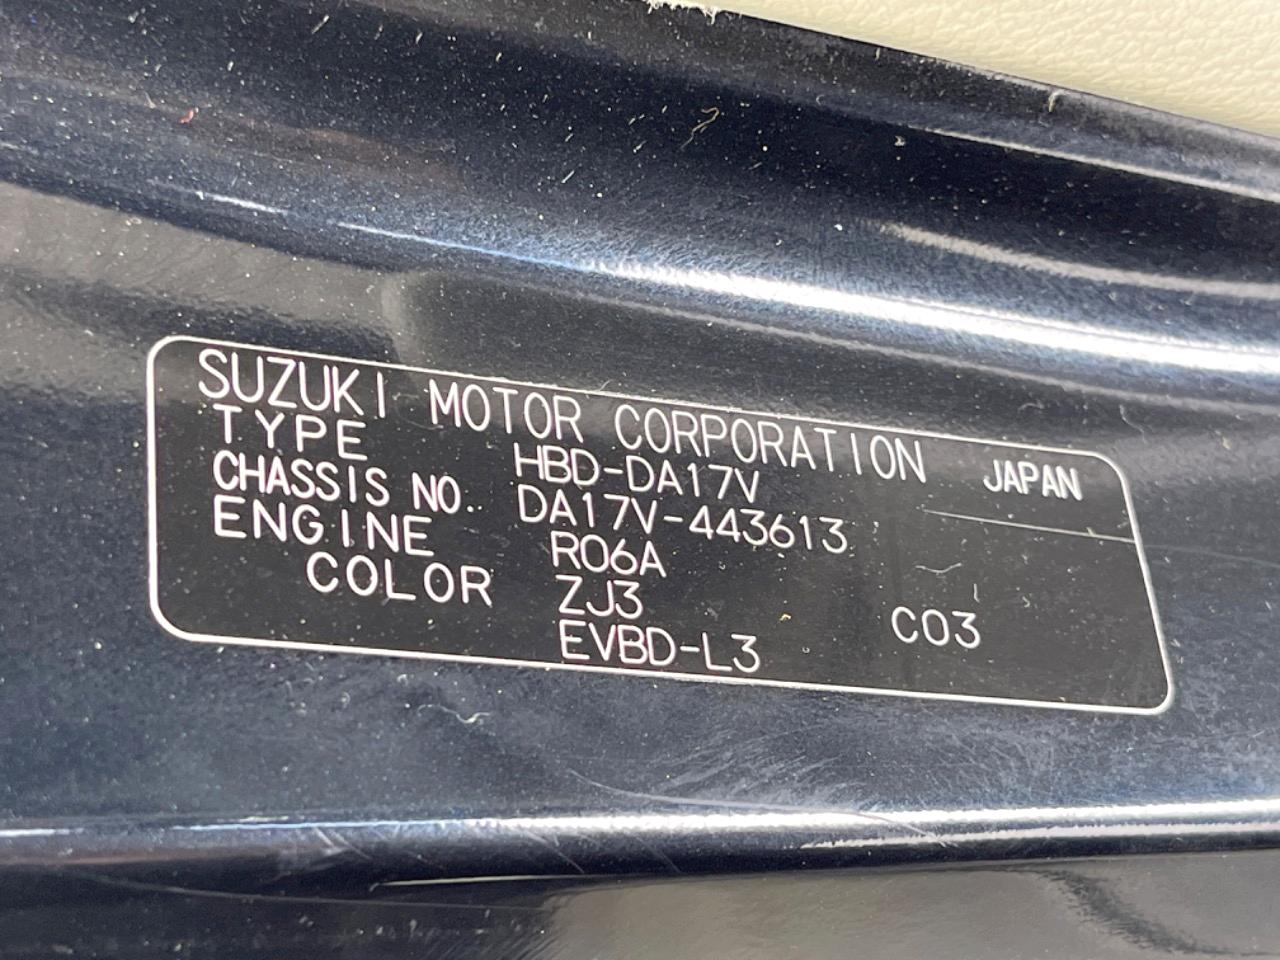 SUZUKI MOTOR CORPORATION JAPAN
TYPE HBD-DA17V
CHASSIS NO. DA17V-443613
ENGINE R06A
COLOR ZJ3 C03
EVBD-L3